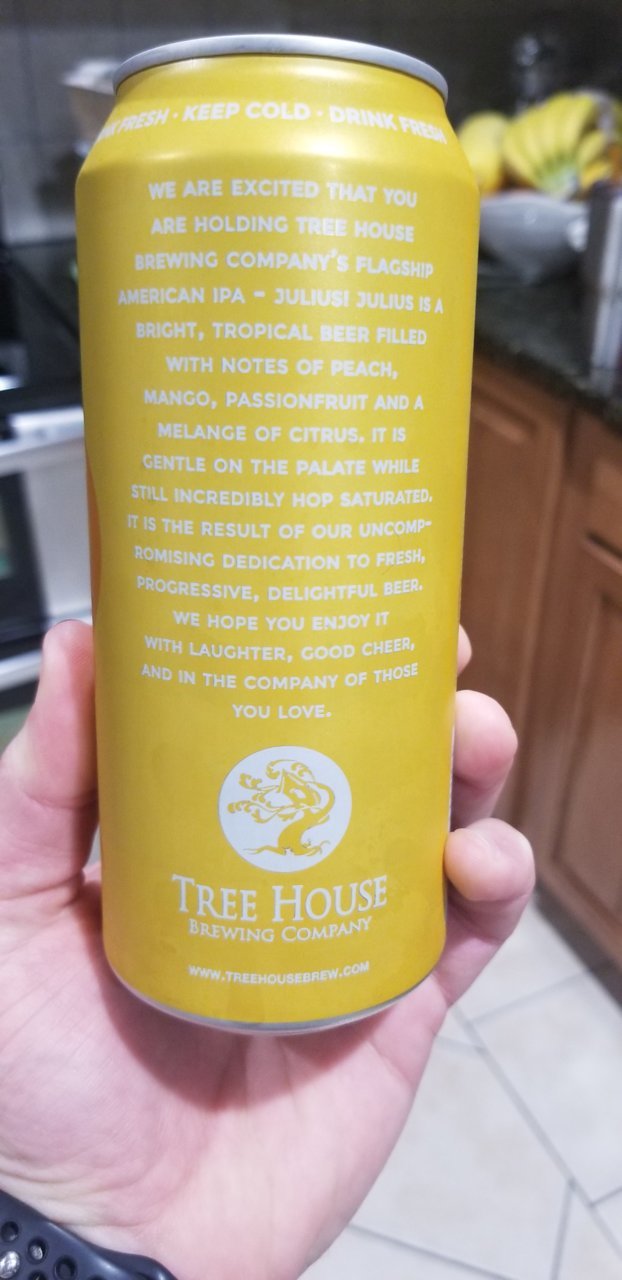 FRESH · KEEP COLD · DRINK FRESH
WE ARE EXCITED THAT YOU
ARE HOLDING TREE HOUSE
BREWING COMPANY'S FLAGSHIP
AMERICAN IPA - JULIUS! JULIUS IS A
BRIGHT, TROPICAL BEER FILLED
WITH NOTES OF PEACH,
MANGO, PASSIONFRUIT AND A
MELANGE OF CITRUS. IT IS
GENTLE ON THE PALATE WHILE
STILL INCREDIBLY HOP SATURATED.
IT IS THE RESULT OF OUR UNCOMP-
ROMISING DEDICATION TO FRESH,
PROGRESSIVE, DELIGHTFUL BEER.
WE HOPE YOU ENJOY IT
WITH LAUGHTER, GOOD CHEER,
AND IN THE COMPANY OF THOSE
YOU LOVE.
TREE HOUSE
BREWING COMPANY
WWW.TREEHOUSEBREW.COM